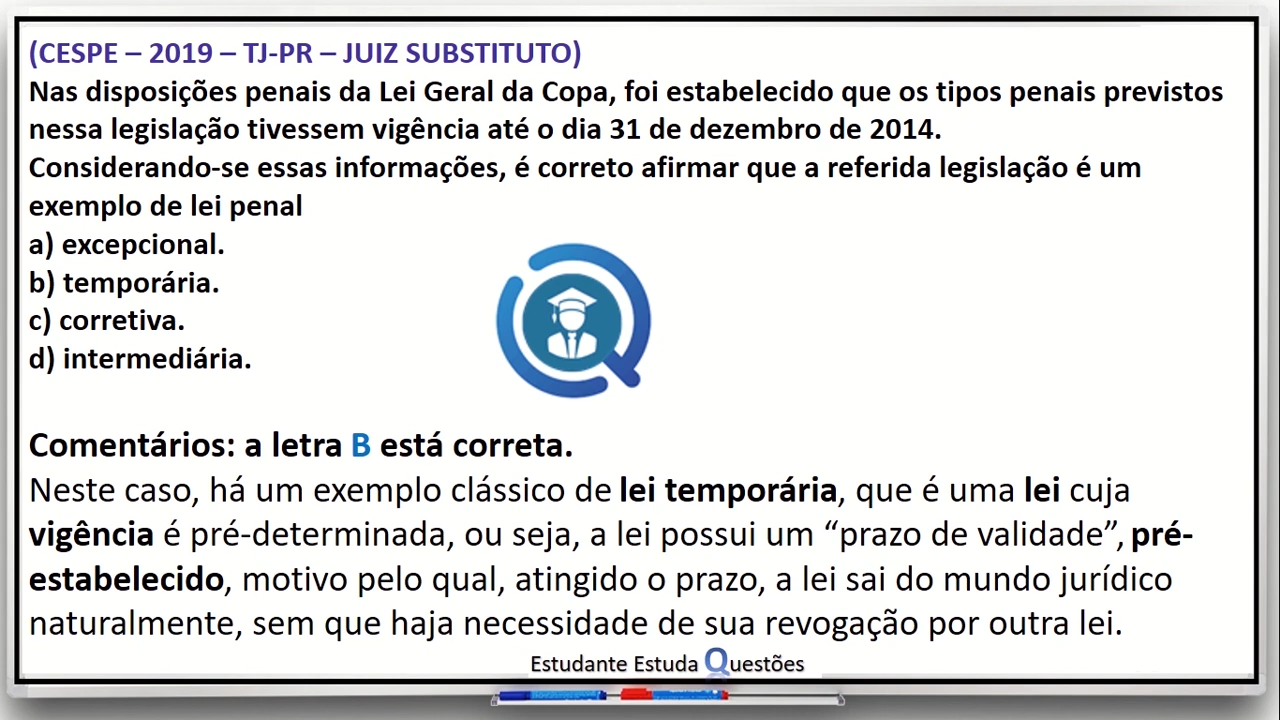 (CESPE – 2019 – TJ-PR – JUIZ SUBSTITUTO)
Nas disposições penais da Lei Geral da Copa, foi estabelecido que os tipos penais previstos
nessa legislação tivessem vigência até o dia 31 de dezembro de 2014.
Considerando-se essas informações, é correto afirmar que a referida legislação é um
exemplo de lei penal
a) excepcional.
b) temporária.
c) corretiva.
d) intermediária.
Comentários: a letra B está correta.
Neste caso, há um exemplo clássico de lei temporária, que é uma lei cuja
vigência é pré-determinada, ou seja, a lei possui um “prazo de validade”, pré-
estabelecido, motivo pelo qual, atingido o prazo, a lei sai do mundo jurídico
naturalmente, sem que haja necessidade de sua revogação por outra lei.
Estudante Estuda Questões